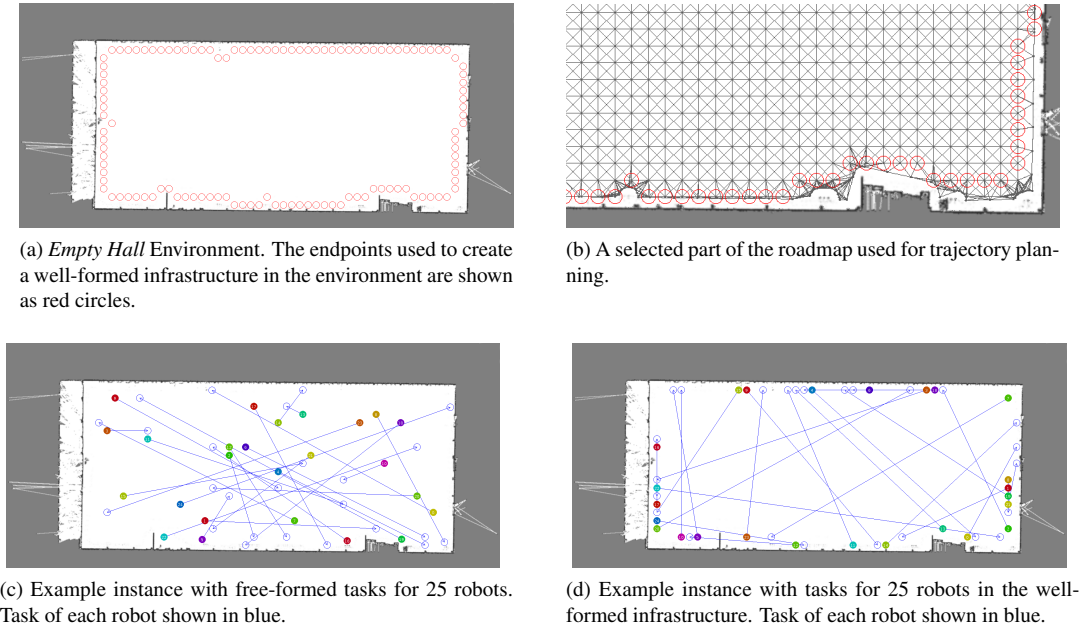 (a) Empty Hall Environment. The endpoints used to create
a well-formed infrastructure in the environment are shown
as red circles.
(b) A selected part of the roadmap used for trajectory plan-
ning.
(c) Example instance with free-formed tasks for 25 robots.
Task of each robot shown in blue.
(d) Example instance with tasks for 25 robots in the well-
formed infrastructure. Task of each robot shown in blue.